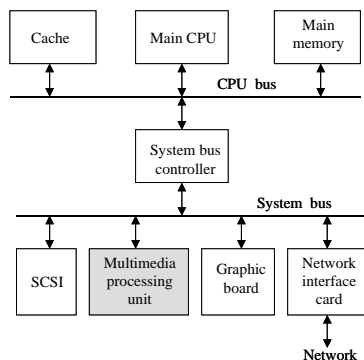 Cache
Main CPU
Main
memory
CPU bus
System bus
controller
System bus
SCSI
Multimedia
processing
unit
Graphic
board
Network
interface
card
Network